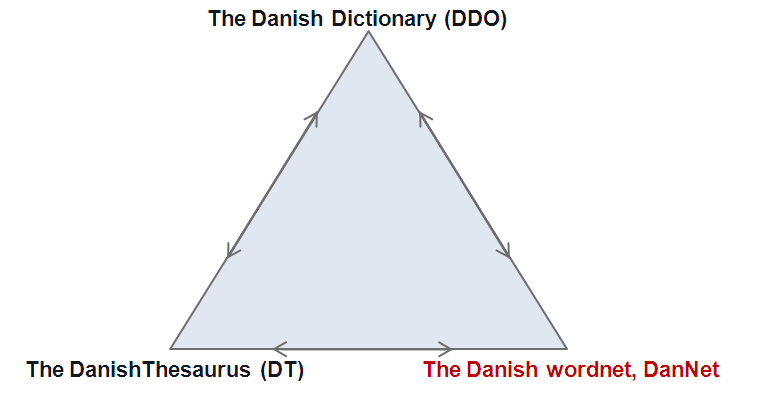 The Danish Dictionary (DDO)
The DanishThesaurus (DT)
The Danish wordnet, DanNet